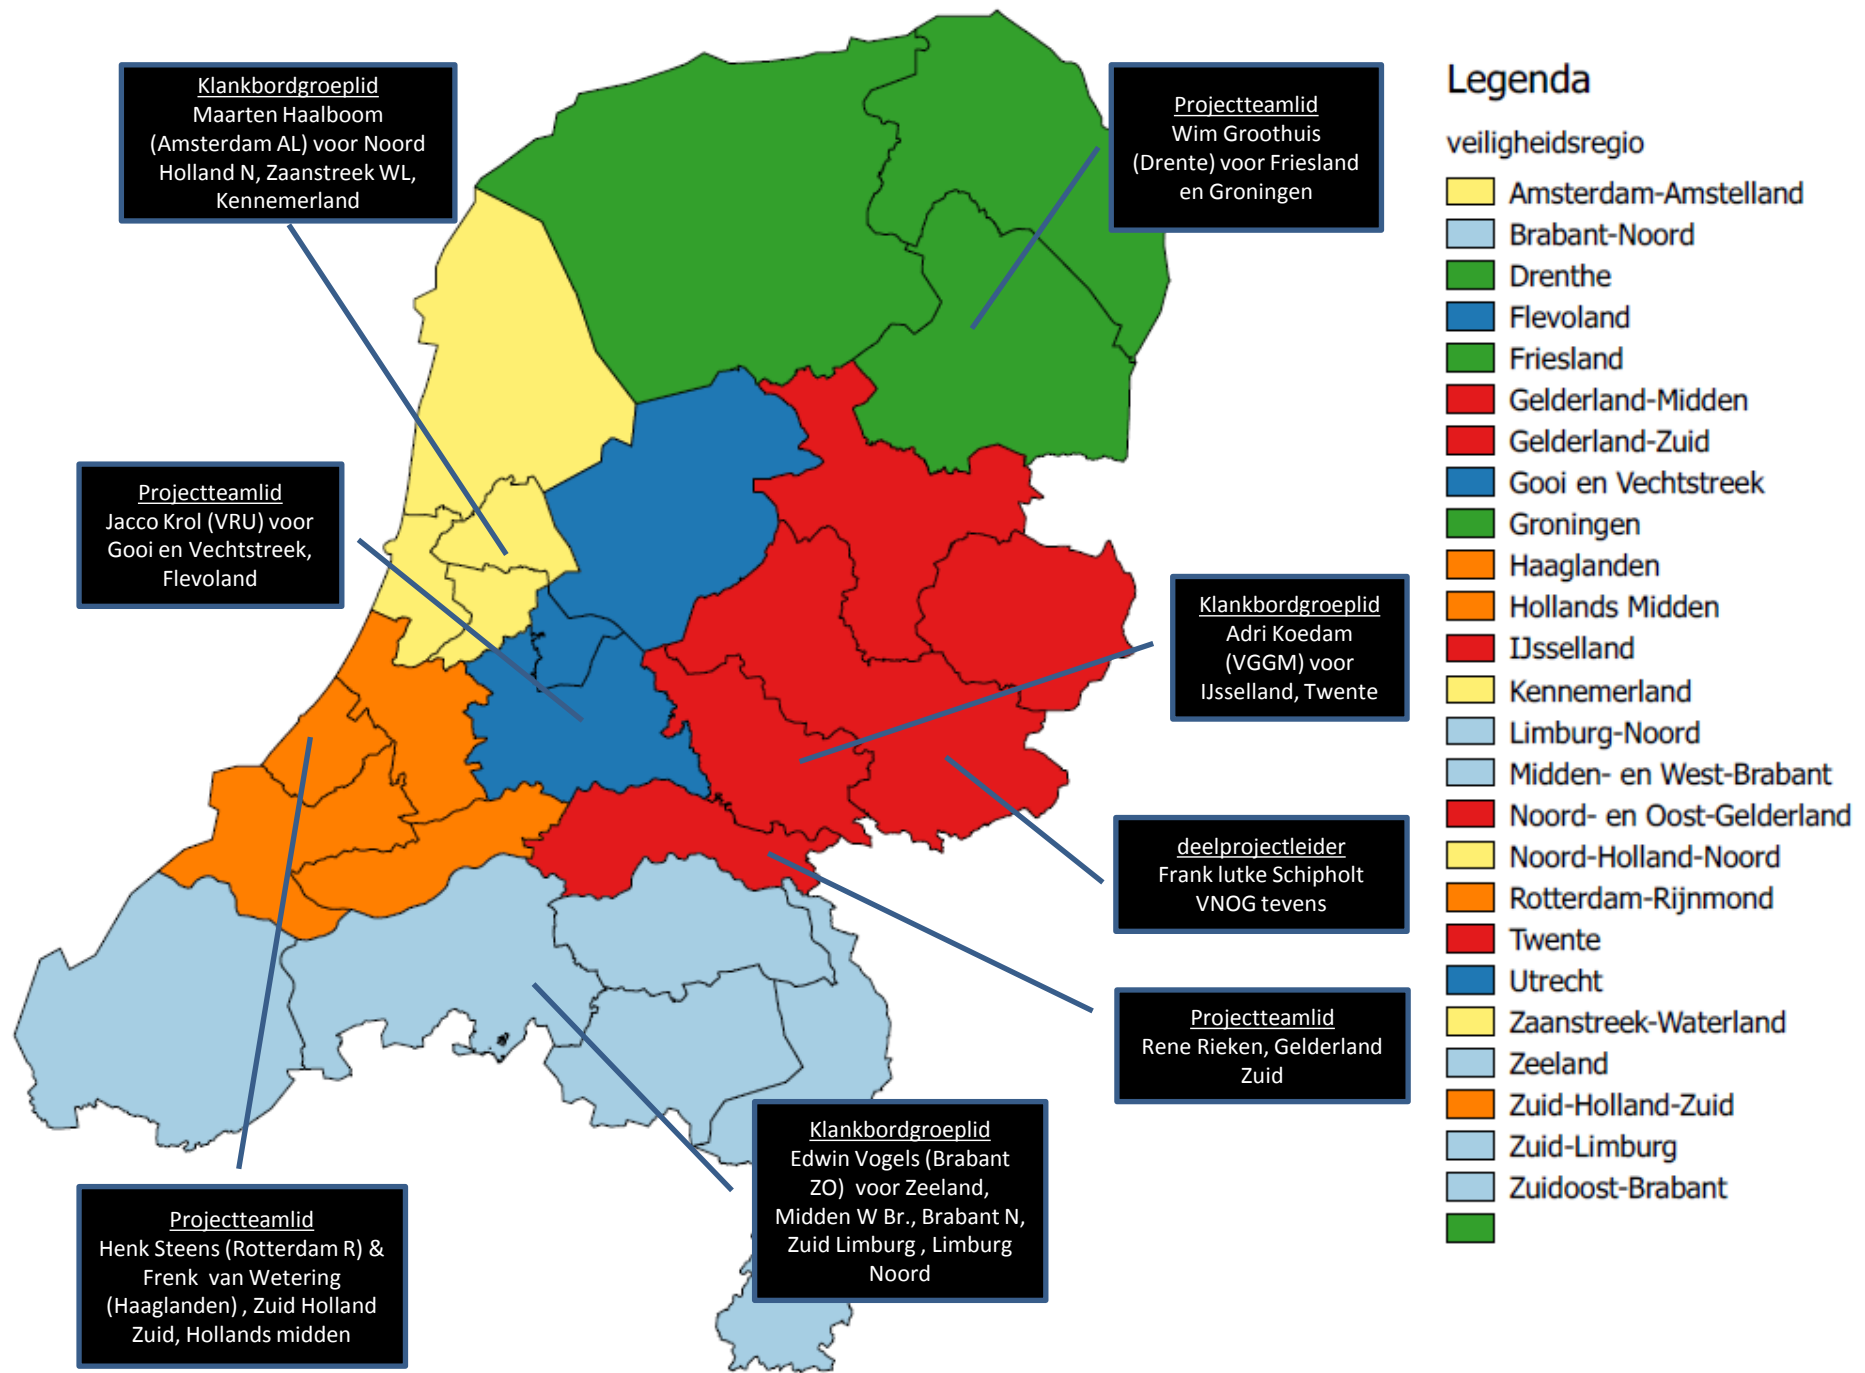 Klankbordgroeplid
Maarten Haalboom
(Amsterdam AL) voor Noord
Holland N, Zaanstreek WL,
Kennemerland
Projectteamlid
Wim Groothuis
(Drente) voor Friesland
en Groningen
Projectteamlid
Jacco Krol (VRU) voor
Gooi en Vechtstreek,
Flevoland
Klankbordgroeplid
Adri Koedam
(VGGM) voor
IJsselland, Twente
deelprojectleider
Frank lutke Schipholt
VNOG tevens
Projectteamlid
Rene Rieken, Gelderland
Zuid
Klankbordgroeplid
Edwin Vogels (Brabant
ZO) voor Zeeland,
Midden W Br., Brabant N,
Zuid Limburg , Limburg
Noord
Projectteamlid
Henk Steens (Rotterdam R) &
Frenk van Wetering
(Haaglanden) , Zuid Holland
Zuid, Hollands midden
Legenda
veiligheidsregio
Amsterdam-Amstelland
Brabant-Noord
Drenthe
Flevoland
Friesland
Gelderland-Midden
Gelderland-Zuid
Gooi en Vechtstreek
Groningen
Haaglanden
Hollands Midden
IJsselland
Kennemerland
Limburg-Noord
Midden- en West-Brabant
Noord- en Oost-Gelderland
Noord-Holland-Noord
Rotterdam-Rijnmond
Twente
Utrecht
Zaanstreek-Waterland
Zeeland
Zuid-Holland-Zuid
Zuid-Limburg
Zuidoost-Brabant